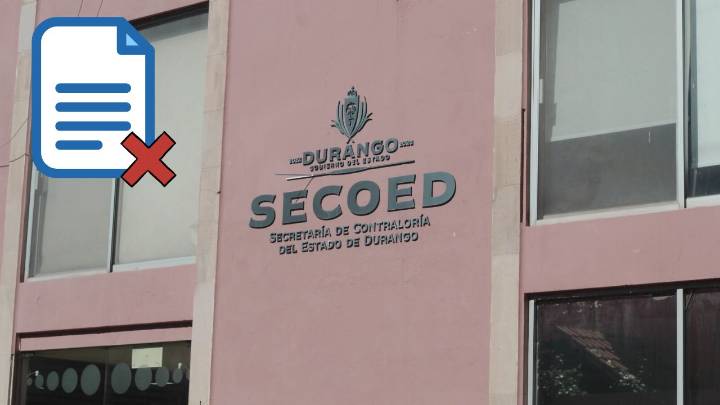 DURANGO
GOBIERNO DEL ESTADO
SECOED
SECRETARÍA DE CONTRALORÍA
DEL ESTADO DE DURANGO